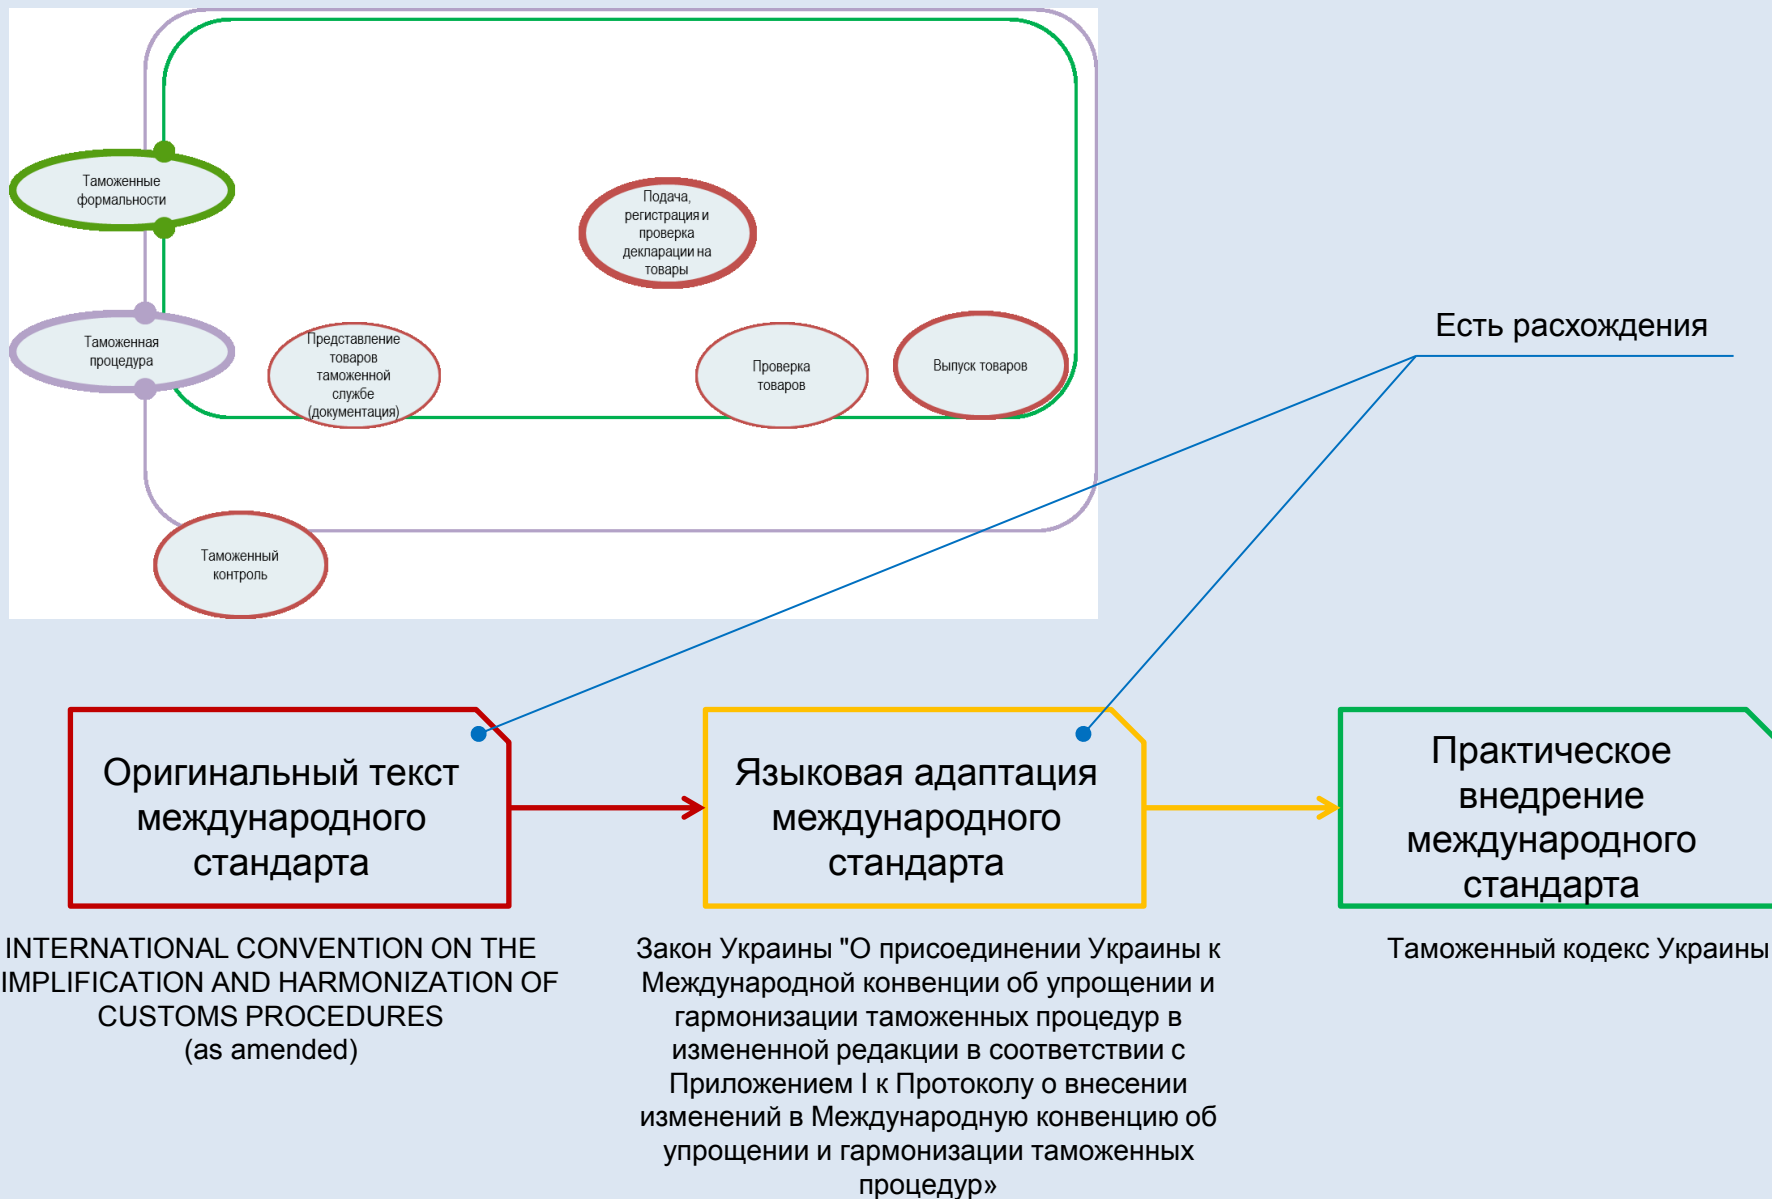 Таможенные
формальности
Подача,
регистрация и
проверка
декларации на
товары
Таможенная
процедура
Представление
товаров
таможенной
службе
(документация)
Проверка
товаров
Выпуск товаров
Таможенный
контроль
Есть расхождения
Оригинальный текст
международного
стандарта
Языковая адаптация
международного
стандарта
Практическое
внедрение
международного
стандарта
INTERNATIONAL CONVENTION ON THE
IMPLIFICATION AND HARMONIZATION OF
CUSTOMS PROCEDURES
(as amended)
Закон Украины "О присоединении Украины к
Международной конвенции об упрощении и
гармонизации таможенных процедур в
измененной редакции в соответствии с
Приложением I к Протоколу о внесении
изменений в Международную конвенцию об
упрощении и гармонизации таможенных
процедур»
Таможенный кодекс Украины